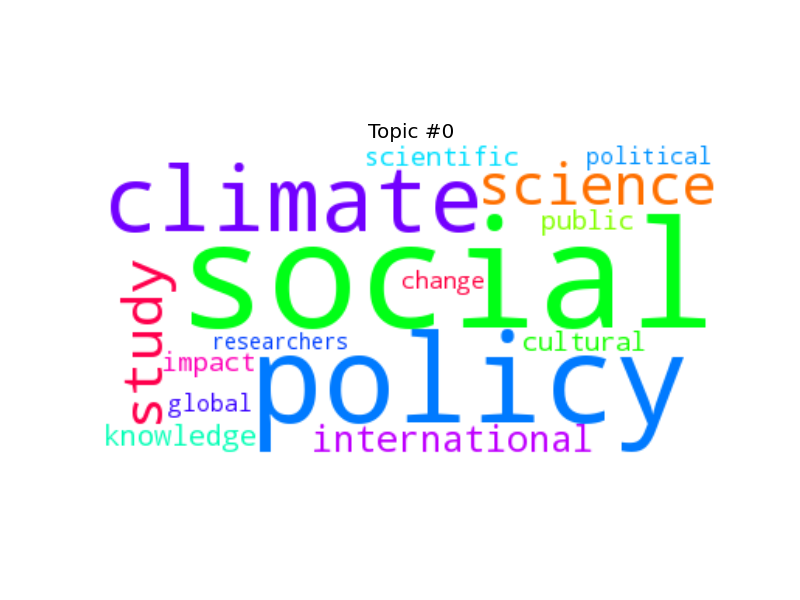 Topic #0
scientific
political
climate
science
public
social
study
change
researchers
cultural
impact
policy
global
knowledge
international